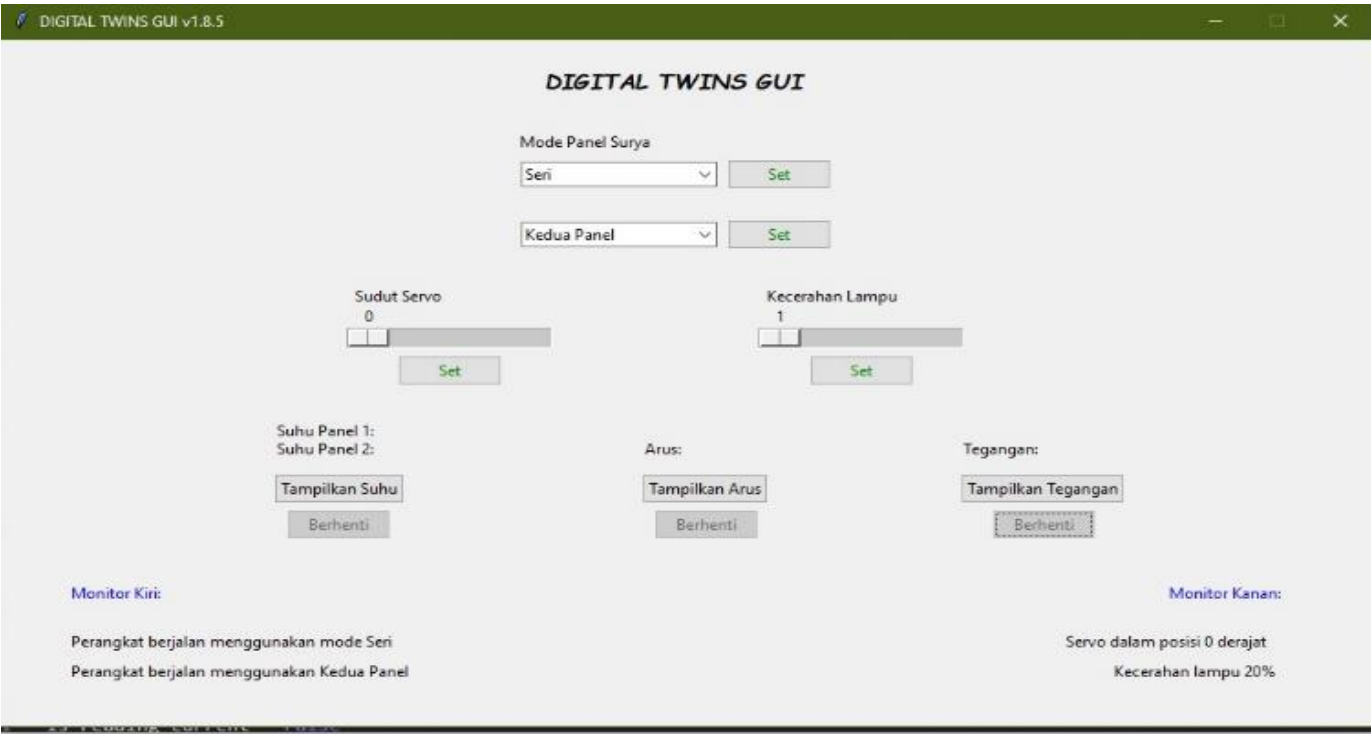 DIGITAL TWINS GUI v1.8.5
DIGITAL TWINS GUI
Mode Panel Surya
Seri Set
Kedua Panel Set
Sudut Servo Kecerahan Lampu
0 1
Set Set
Suhu Panel 1:
Suhu Panel 2: Arus: Tegangan:
Tampilkan Suhu Tampilkan Arus Tampilkan Tegangan
Berhenti Berhenti Berhenti
Monitor Kiri: Monitor Kanan:
Perangkat berjalan menggunakan mode Seri Servo dalam posisi 0 derajat
Perangkat berjalan menggunakan Kedua Panel Kecerahan lampu 20%